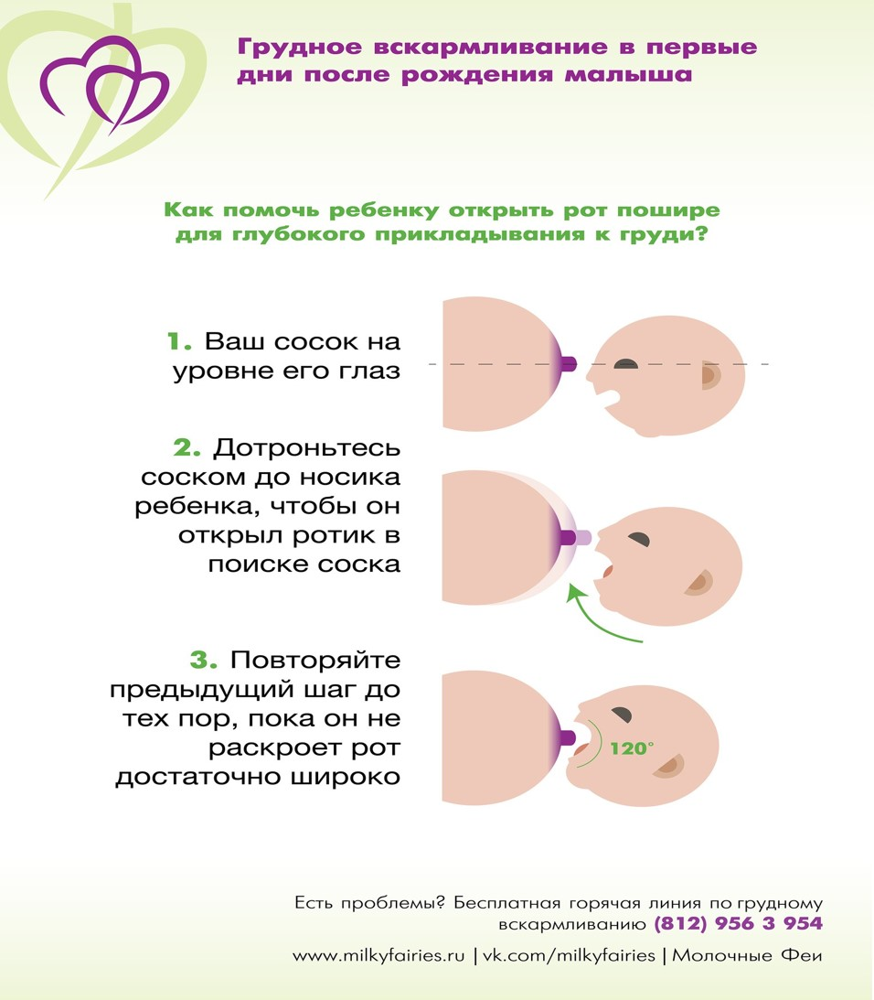 Грудное вскармливание в первые
дни после рождения малыша
Как помочь ребенку открыть рот пошире
для глубокого прикладывания к груди?
1. Ваш сосок на
уровне его глаз
2. Дотроньтесь
соском до носика
ребенка, чтобы он
открыл ротик в
поиске соска
3. Повторяйте
предыдущий шаг до
тех пор, пока он не
раскроет рот
достаточно широко
120°
Есть проблемы? Бесплатная горячая линия по грудному
вскармливанию (812) 956 3 954
www.milkyfairies.ru | vk.com/milkyfairies | Молочные Феи